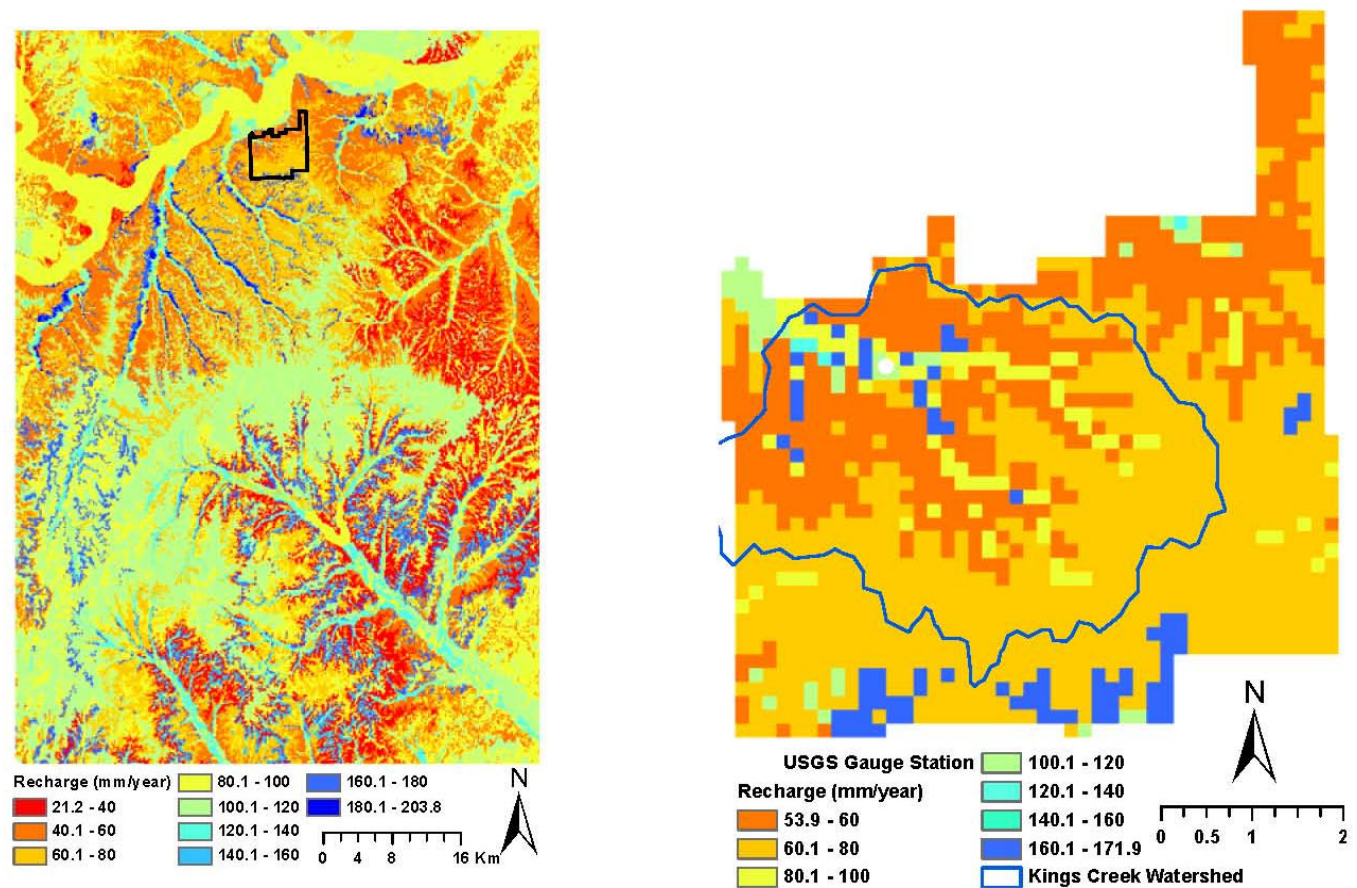 Recharge (mm/year)
21.2 - 40
40.1 - 60
60.1 - 80
80.1 - 100
100.1 - 120
120.1 - 140
140.1 - 160
160.1 - 180
180.1 - 203.8
N
0 4 8 16 Km
USGS Gauge Station
Recharge (mm/year)
53.9 - 60
60.1 - 80
80.1 - 100
100.1 - 120
120.1 - 140
140.1 - 160
160.1 - 171.9
Kings Creek Watershed
N
0 0.5 1 2